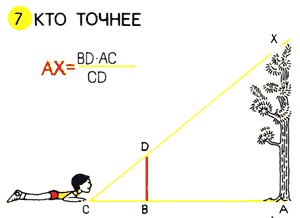 7 КТО ТОЧНЕЕ
AX= BD·AC
CD
X
D
C B A